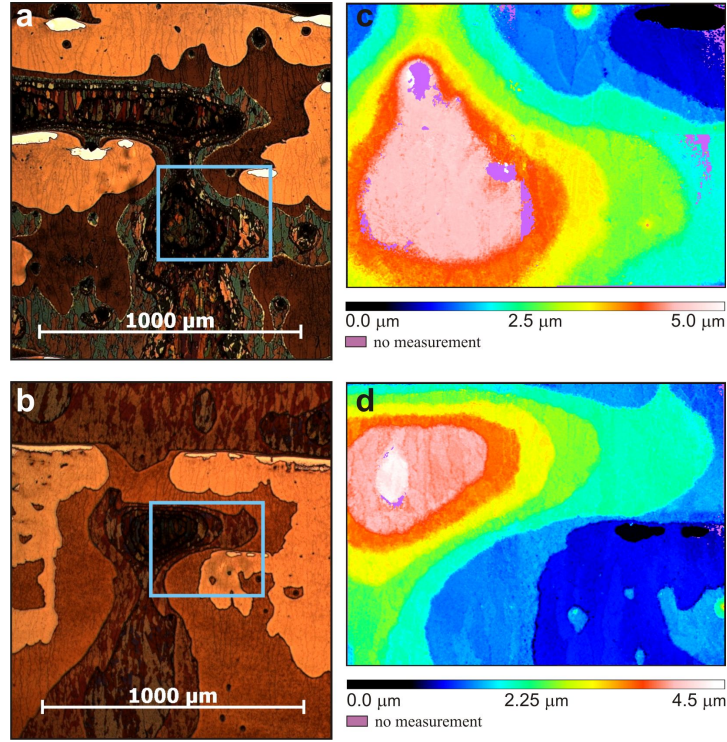 a
1000 µm
c
0.0 µm 2.5 µm 5.0 µm
no measurement
b
1000 µm
d
0.0 µm 2.25 µm 4.5 µm
no measurement